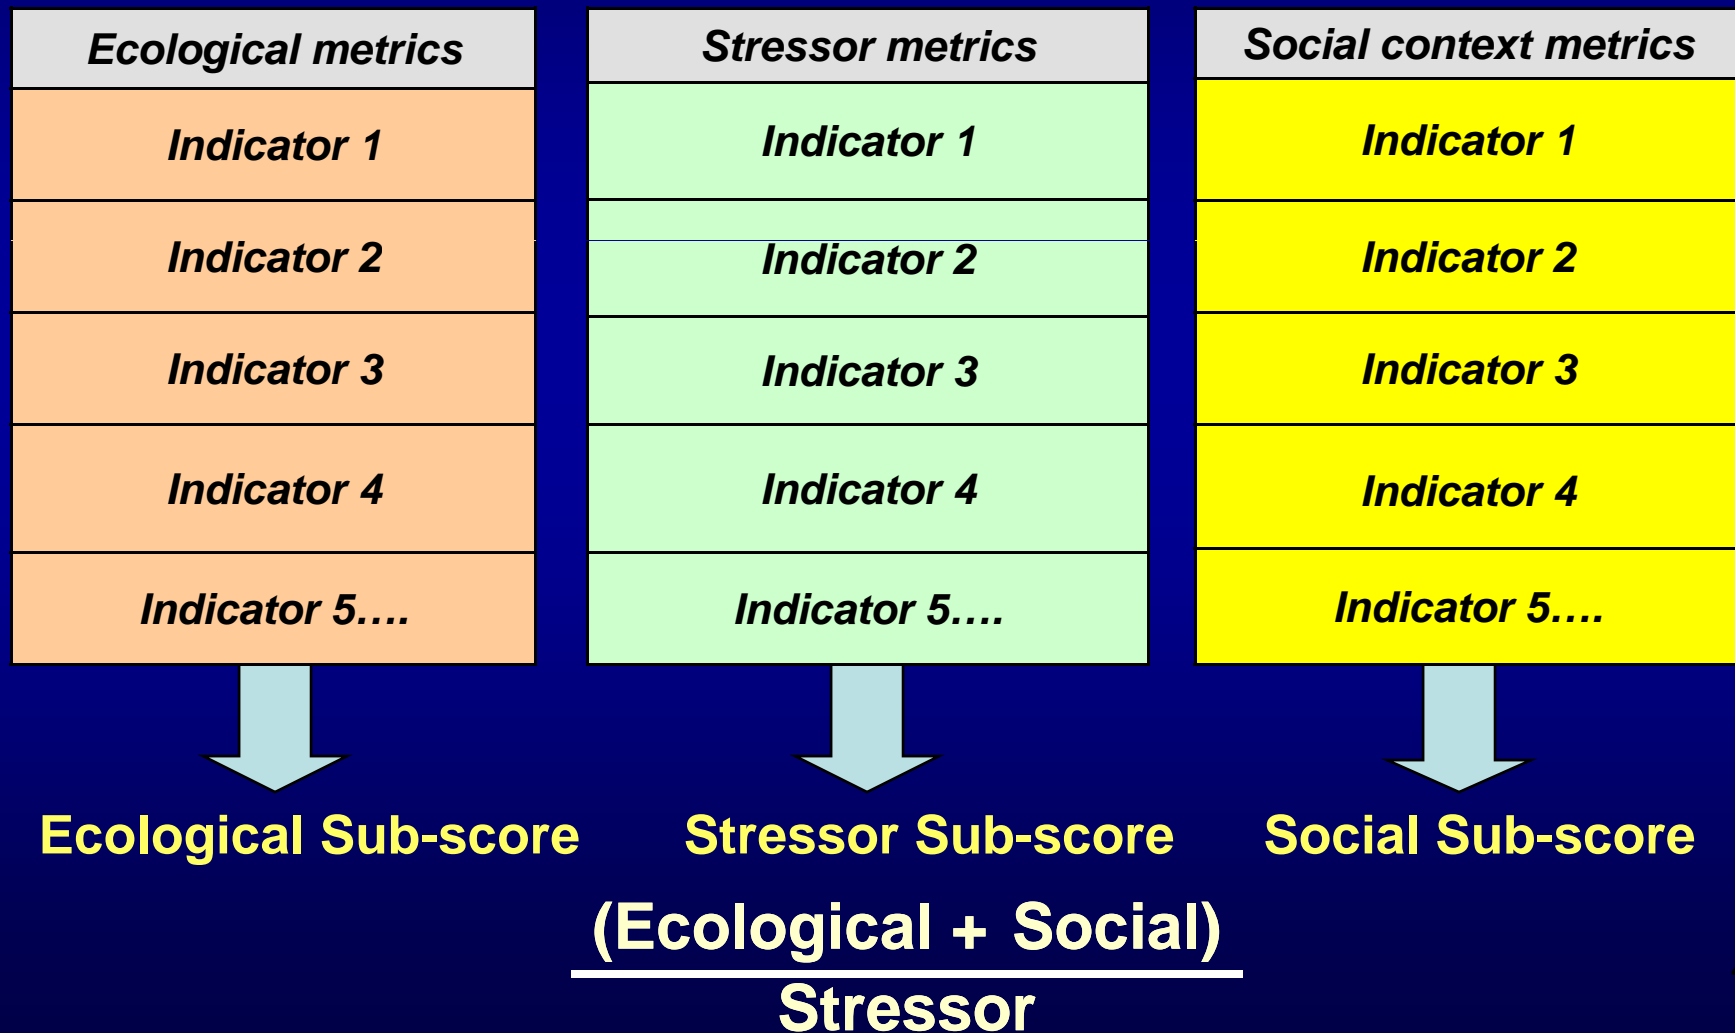 Ecological metrics
Indicator 1
Indicator 2
Indicator 3
Indicator 4
Indicator 5....
Stressor metrics
Indicator 1
Indicator 2
Indicator 3
Indicator 4
Indicator 5....
Social context metrics
Indicator 1
Indicator 2
Indicator 3
Indicator 4
Indicator 5....
Ecological Sub-score
Stressor Sub-score
Social Sub-score
(Ecological + Social)
Stressor